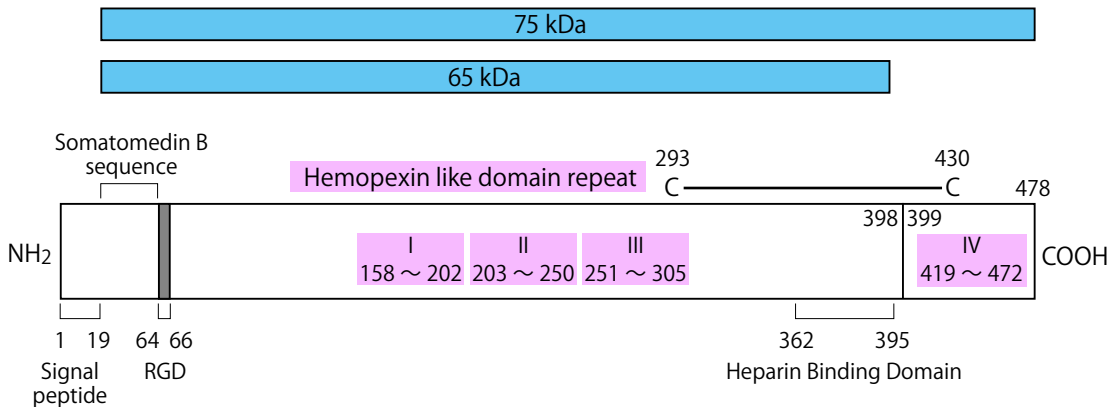 75 kDa
65 kDa
Somatomedin B
sequence
Hemopexin like domain repeat
293
430
C
C
478
NH2
398
399
I
158 ～ 202
II
203 ～ 250
III
251 ～ 305
IV
419 ～ 472
COOH
1
19
64
66
362
395
Signal
peptide
RGD
Heparin Binding Domain